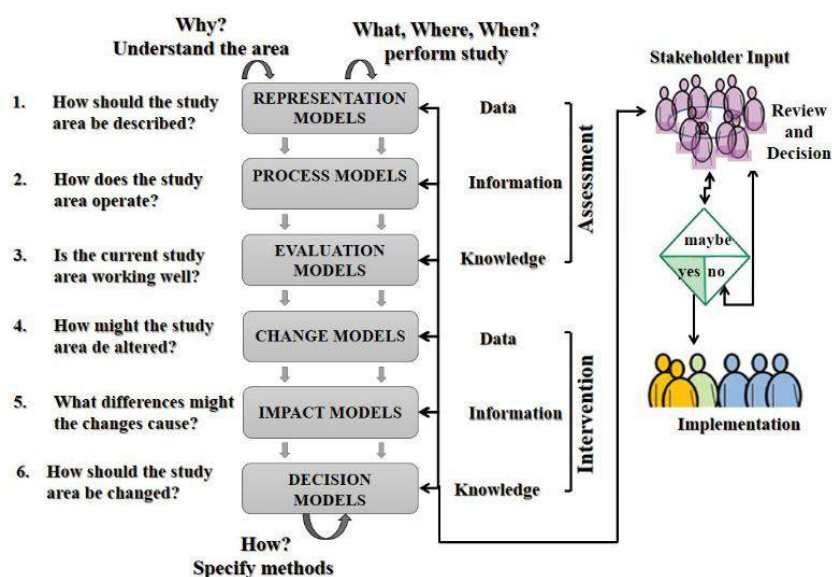 Why?
Understand the area
What, Where, When?
perform study
Stakeholder Input
1. How should the study
area be described?
REPRESENTATION
MODELS
Data
Review
and
Decision
2. How does the study
area operate?
PROCESS MODELS
Information
Assessment
3. Is the current study
area working well?
EVALUATION
MODELS
Knowledge
maybe
yes no
4. How might the study
area de altered?
CHANGE MODELS
Data
5. What differences might
the changes cause?
IMPACT MODELS
Information
Intervention
Implementation
6. How should the study
area be changed?
DECISION
MODELS
Knowledge
How?
Specify methods